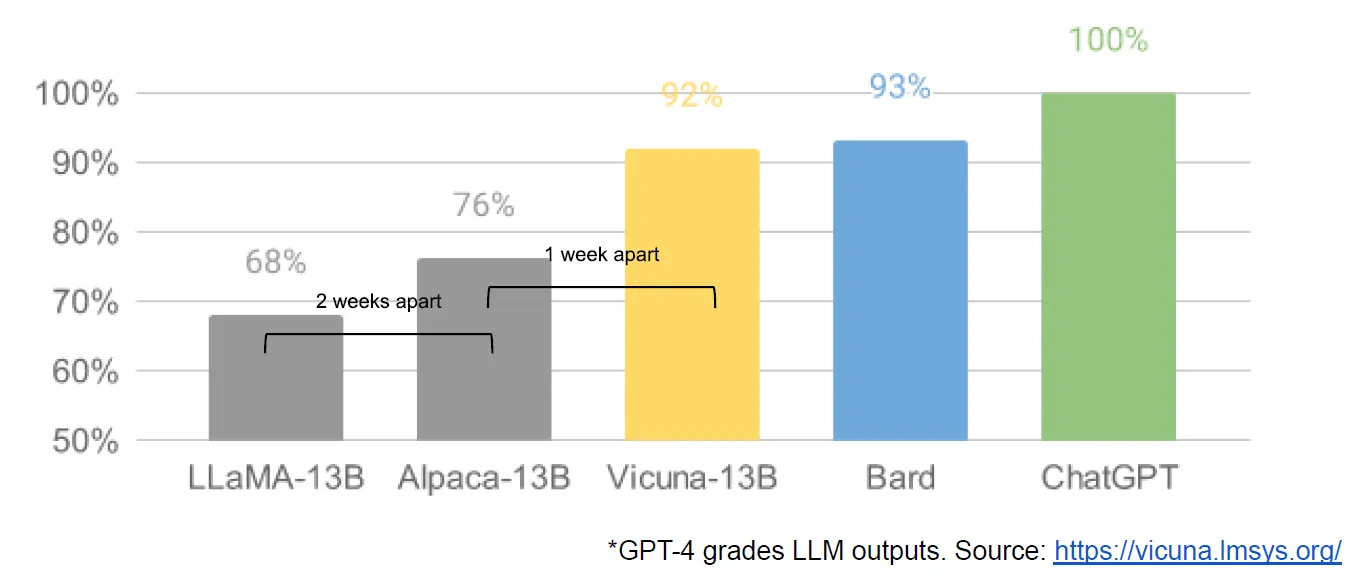 100%
100%
92%
93%
90%
76%
80%
68%
1 week apart
70%
2 weeks apart
60%
50%
LLaMA-13B
Alpaca-13B
Vicuna-13B
Bard
ChatGPT
*GPT-4 grades LLM outputs. Source: https://vicuna.lmsys.org/